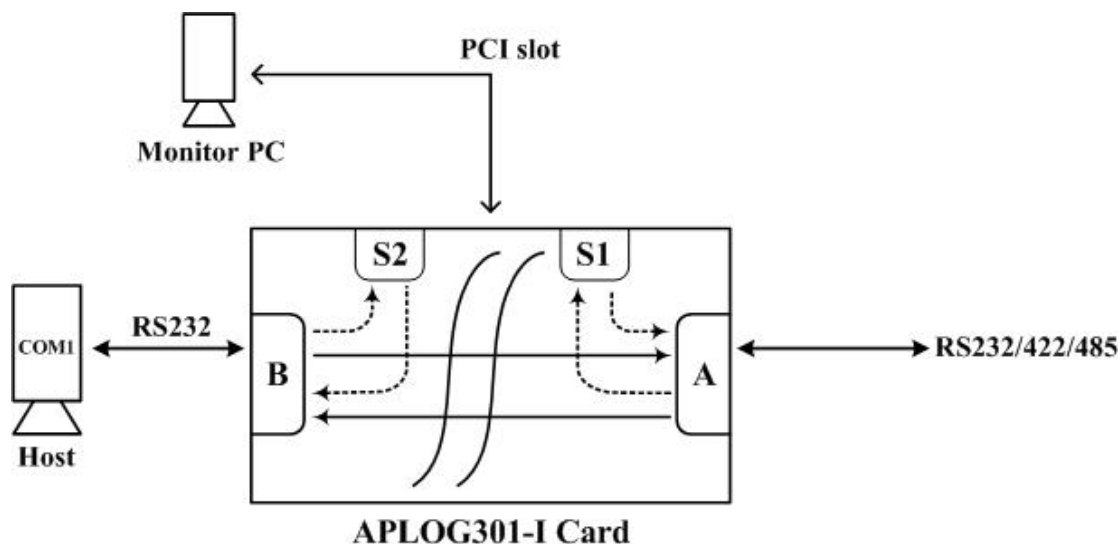 PCI slot
Monitor PC
S2
S1
COM1
RS232
B
A
RS232/422/485
Host
APLOG301-I Card